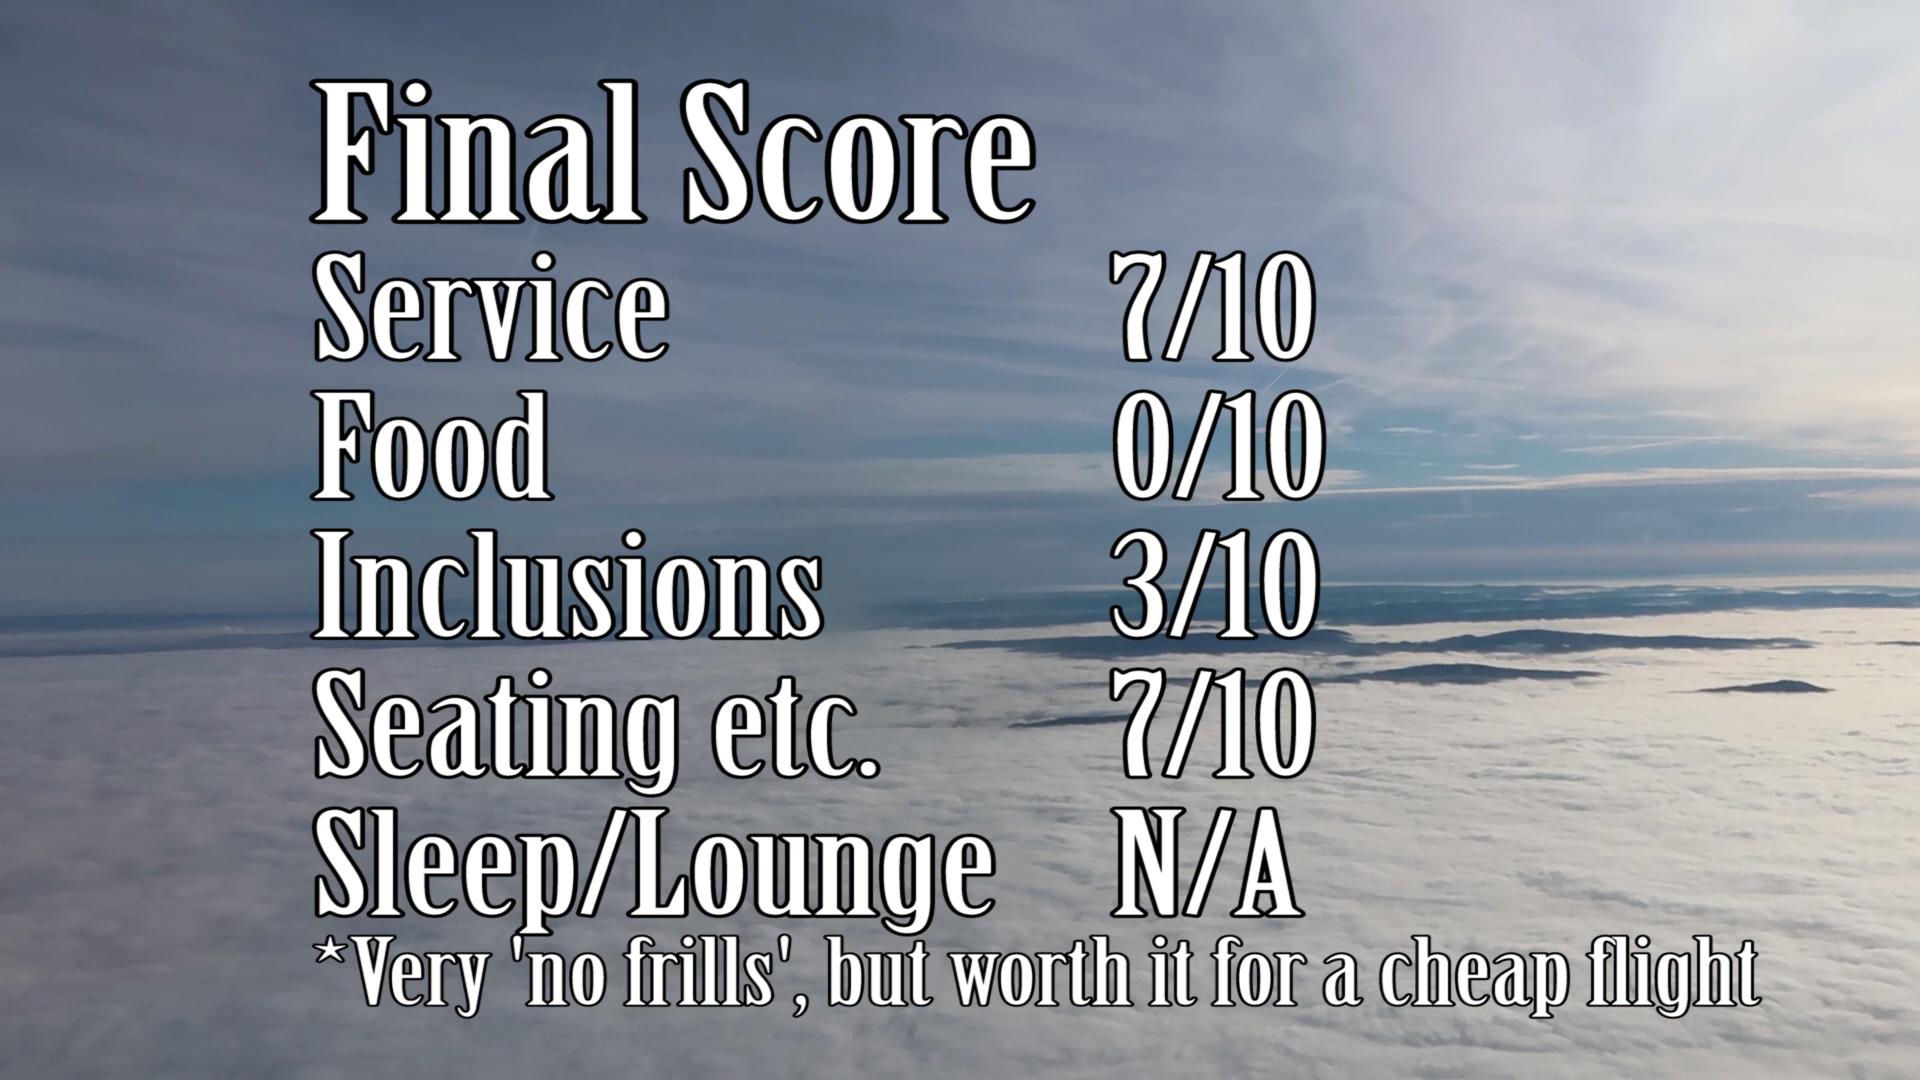 Final Score
Service 7/10
Food 0/10
Inclusions 3/10
Seating etc. 7/10
Sleep/Lounge N/A
*Very 'no frills', but worth it for a cheap flight